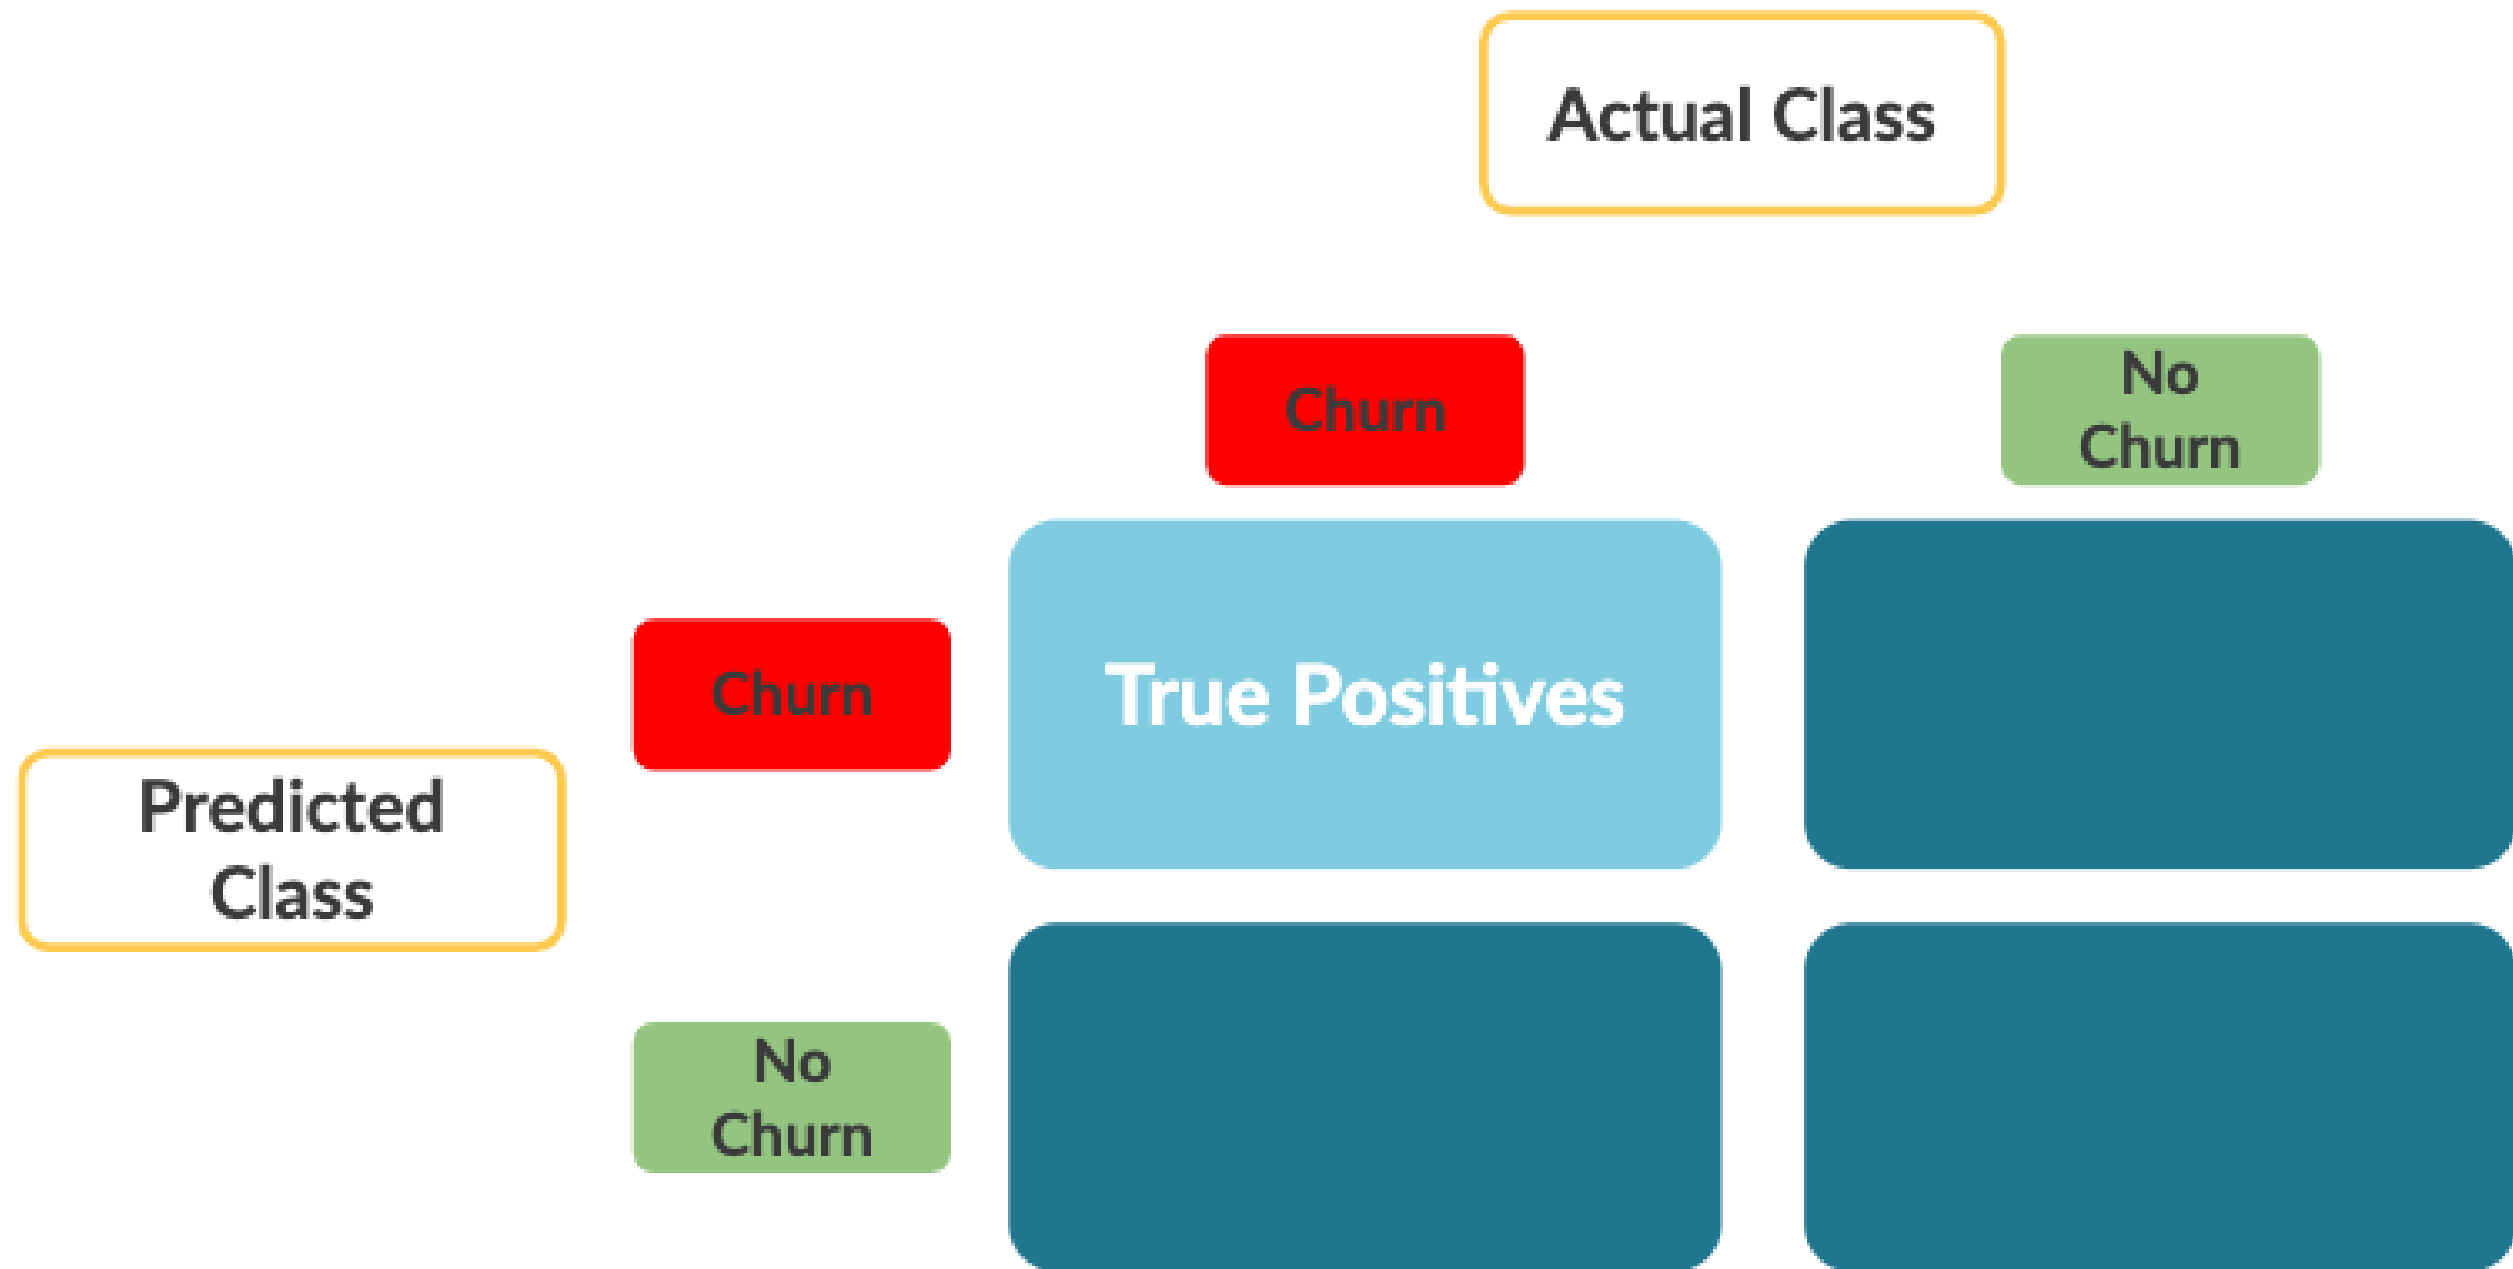 Actual Class
Churn
No
Churn
Churn
True Positives
Predicted
Class
No
Churn